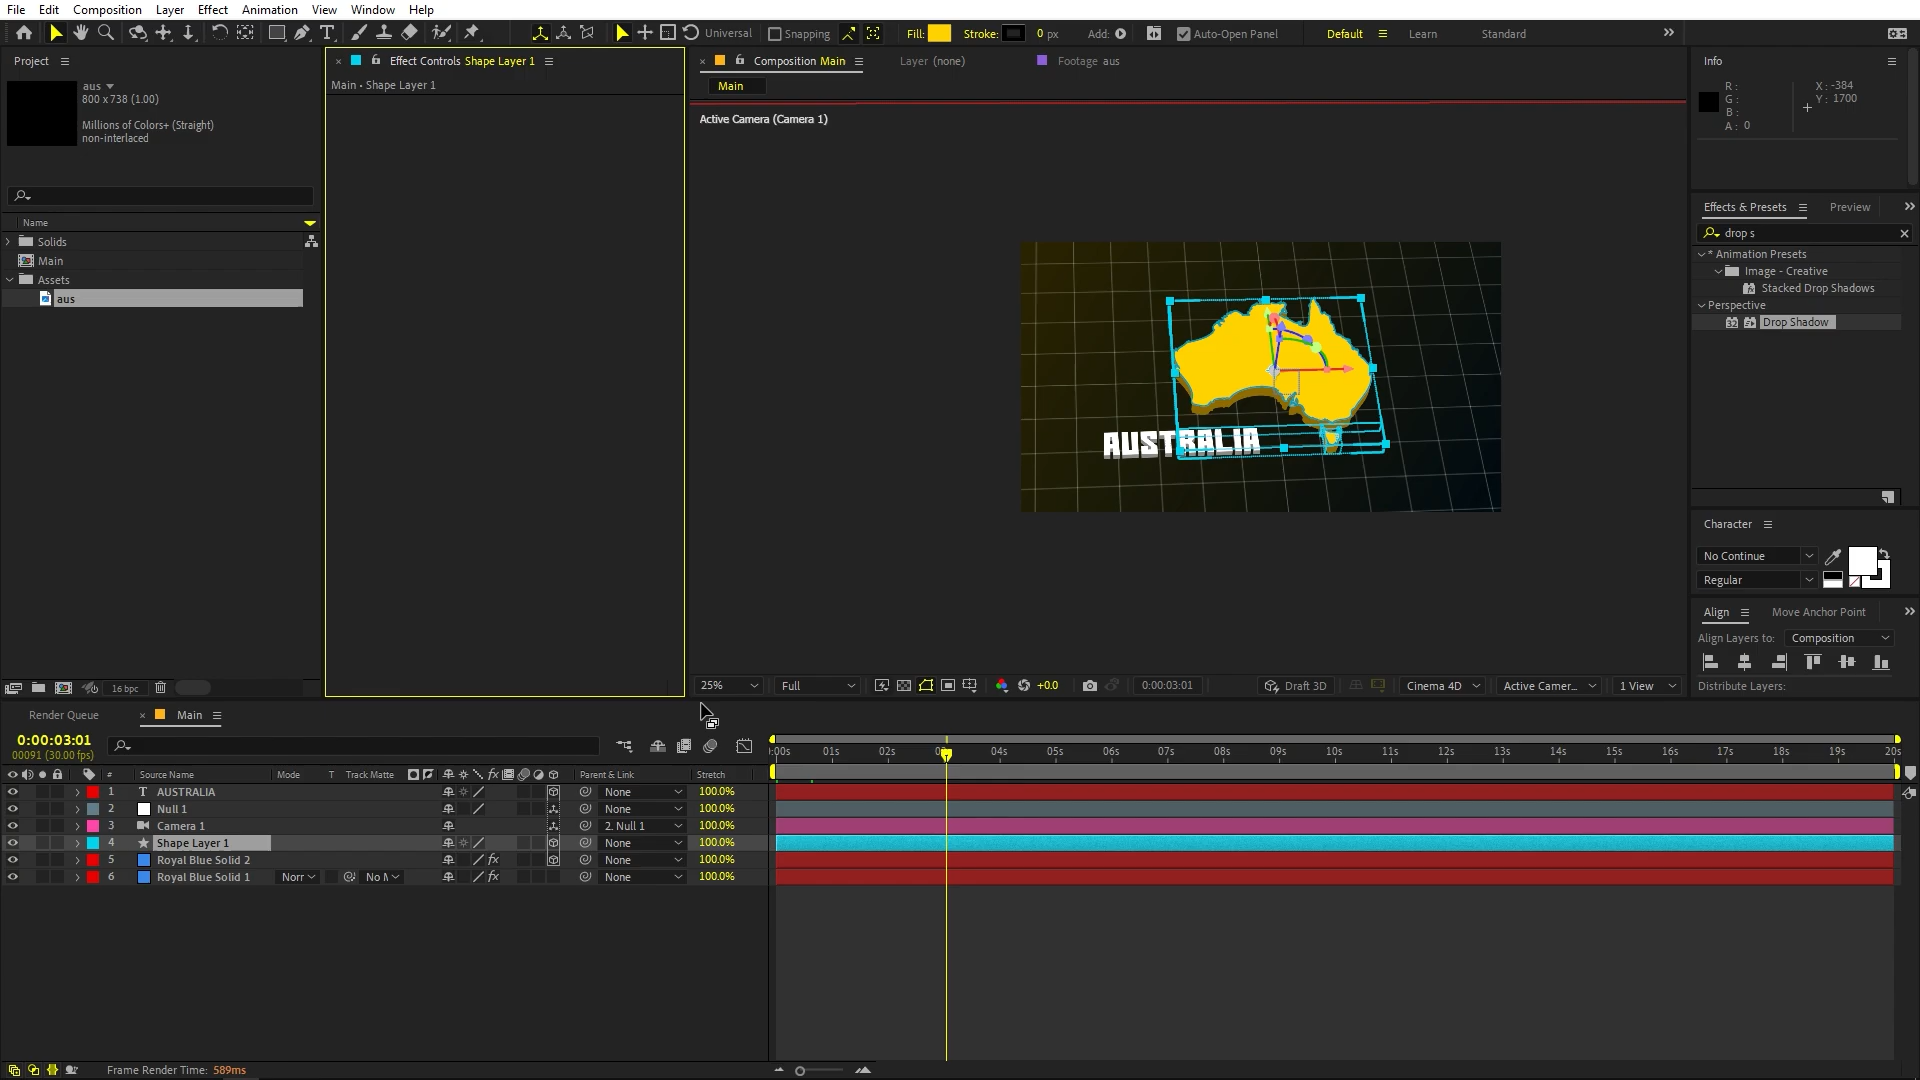 File Edit Composition Layer Effect Animation View Window Help
Universal Snapping Fill: Stroke: 0 px Add: Auto-Open Panel Default Learn Standard
Project
aus
800 x 738 (1.00)
Millions of Colors+ (Straight)
non-interlaced
Name
Solids
Main
Assets
aus
16 bpc
Effect Controls Shape Layer 1
Main • Shape Layer 1
Composition Main
Layer (none)
Footage aus
Main
Active Camera (Camera 1)
AUSTRALIA
25% Full +0.0 0:00:03:01 Draft 3D Cinema 4D Active Camer... 1 View
Info
R :
G :
B :
A : 0
X : -384
Y : 1700
Effects & Presets Preview
drop s
* Animation Presets
Image - Creative
Stacked Drop Shadows
Perspective
32 Drop Shadow
Character
No Continue
Regular
Align Move Anchor Point
Align Layers to: Composition
Distribute Layers:
Render Queue Main
0:00:03:01
00091 (30.00 fps)
:00s 01s 02s 03s 04s 05s 06s 07s 08s 09s 10s 11s 12s 13s 14s 15s 16s 17s 18s 19s 20s
# Source Name Mode T Track Matte fx Parent & Link Stretch
1 T AUSTRALIA None 100.0%
2 Null 1 None 100.0%
3 Camera 1 2. Null 1 100.0%
4 Shape Layer 1 None 100.0%
5 Royal Blue Solid 2 fx None 100.0%
6 Royal Blue Solid 1 Norr No M fx None 100.0%
Frame Render Time: 589ms